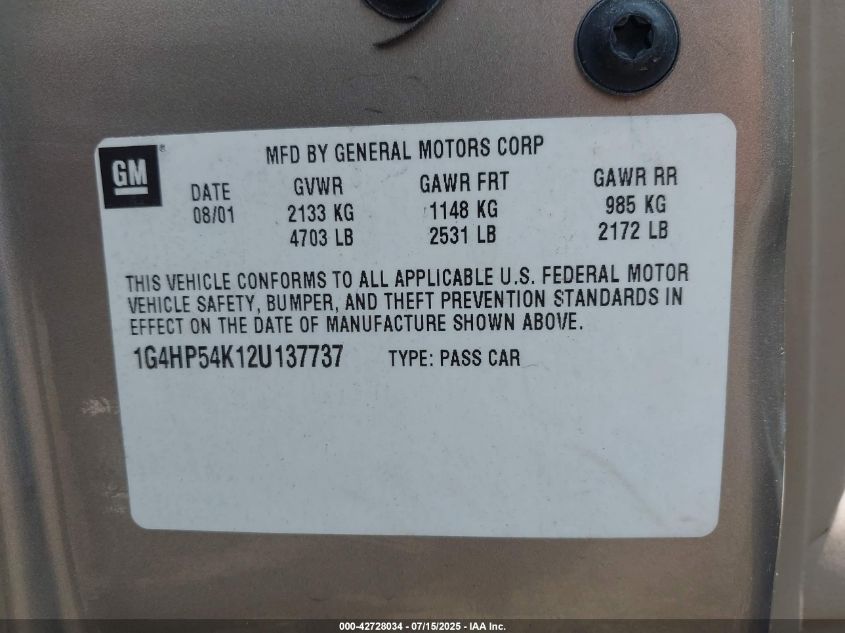 GM
MFD BY GENERAL MOTORS CORP
DATE GVWR GAWR FRT GAWR RR
08/01 2133 KG 1148 KG 985 KG
4703 LB 2531 LB 2172 LB
THIS VEHICLE CONFORMS TO ALL APPLICABLE U.S. FEDERAL MOTOR
VEHICLE SAFETY, BUMPER, AND THEFT PREVENTION STANDARDS IN
EFFECT ON THE DATE OF MANUFACTURE SHOWN ABOVE.
1G4HP54K12U137737 TYPE: PASS CAR
000-42728034 - 07/15/2025 - IAA Inc.